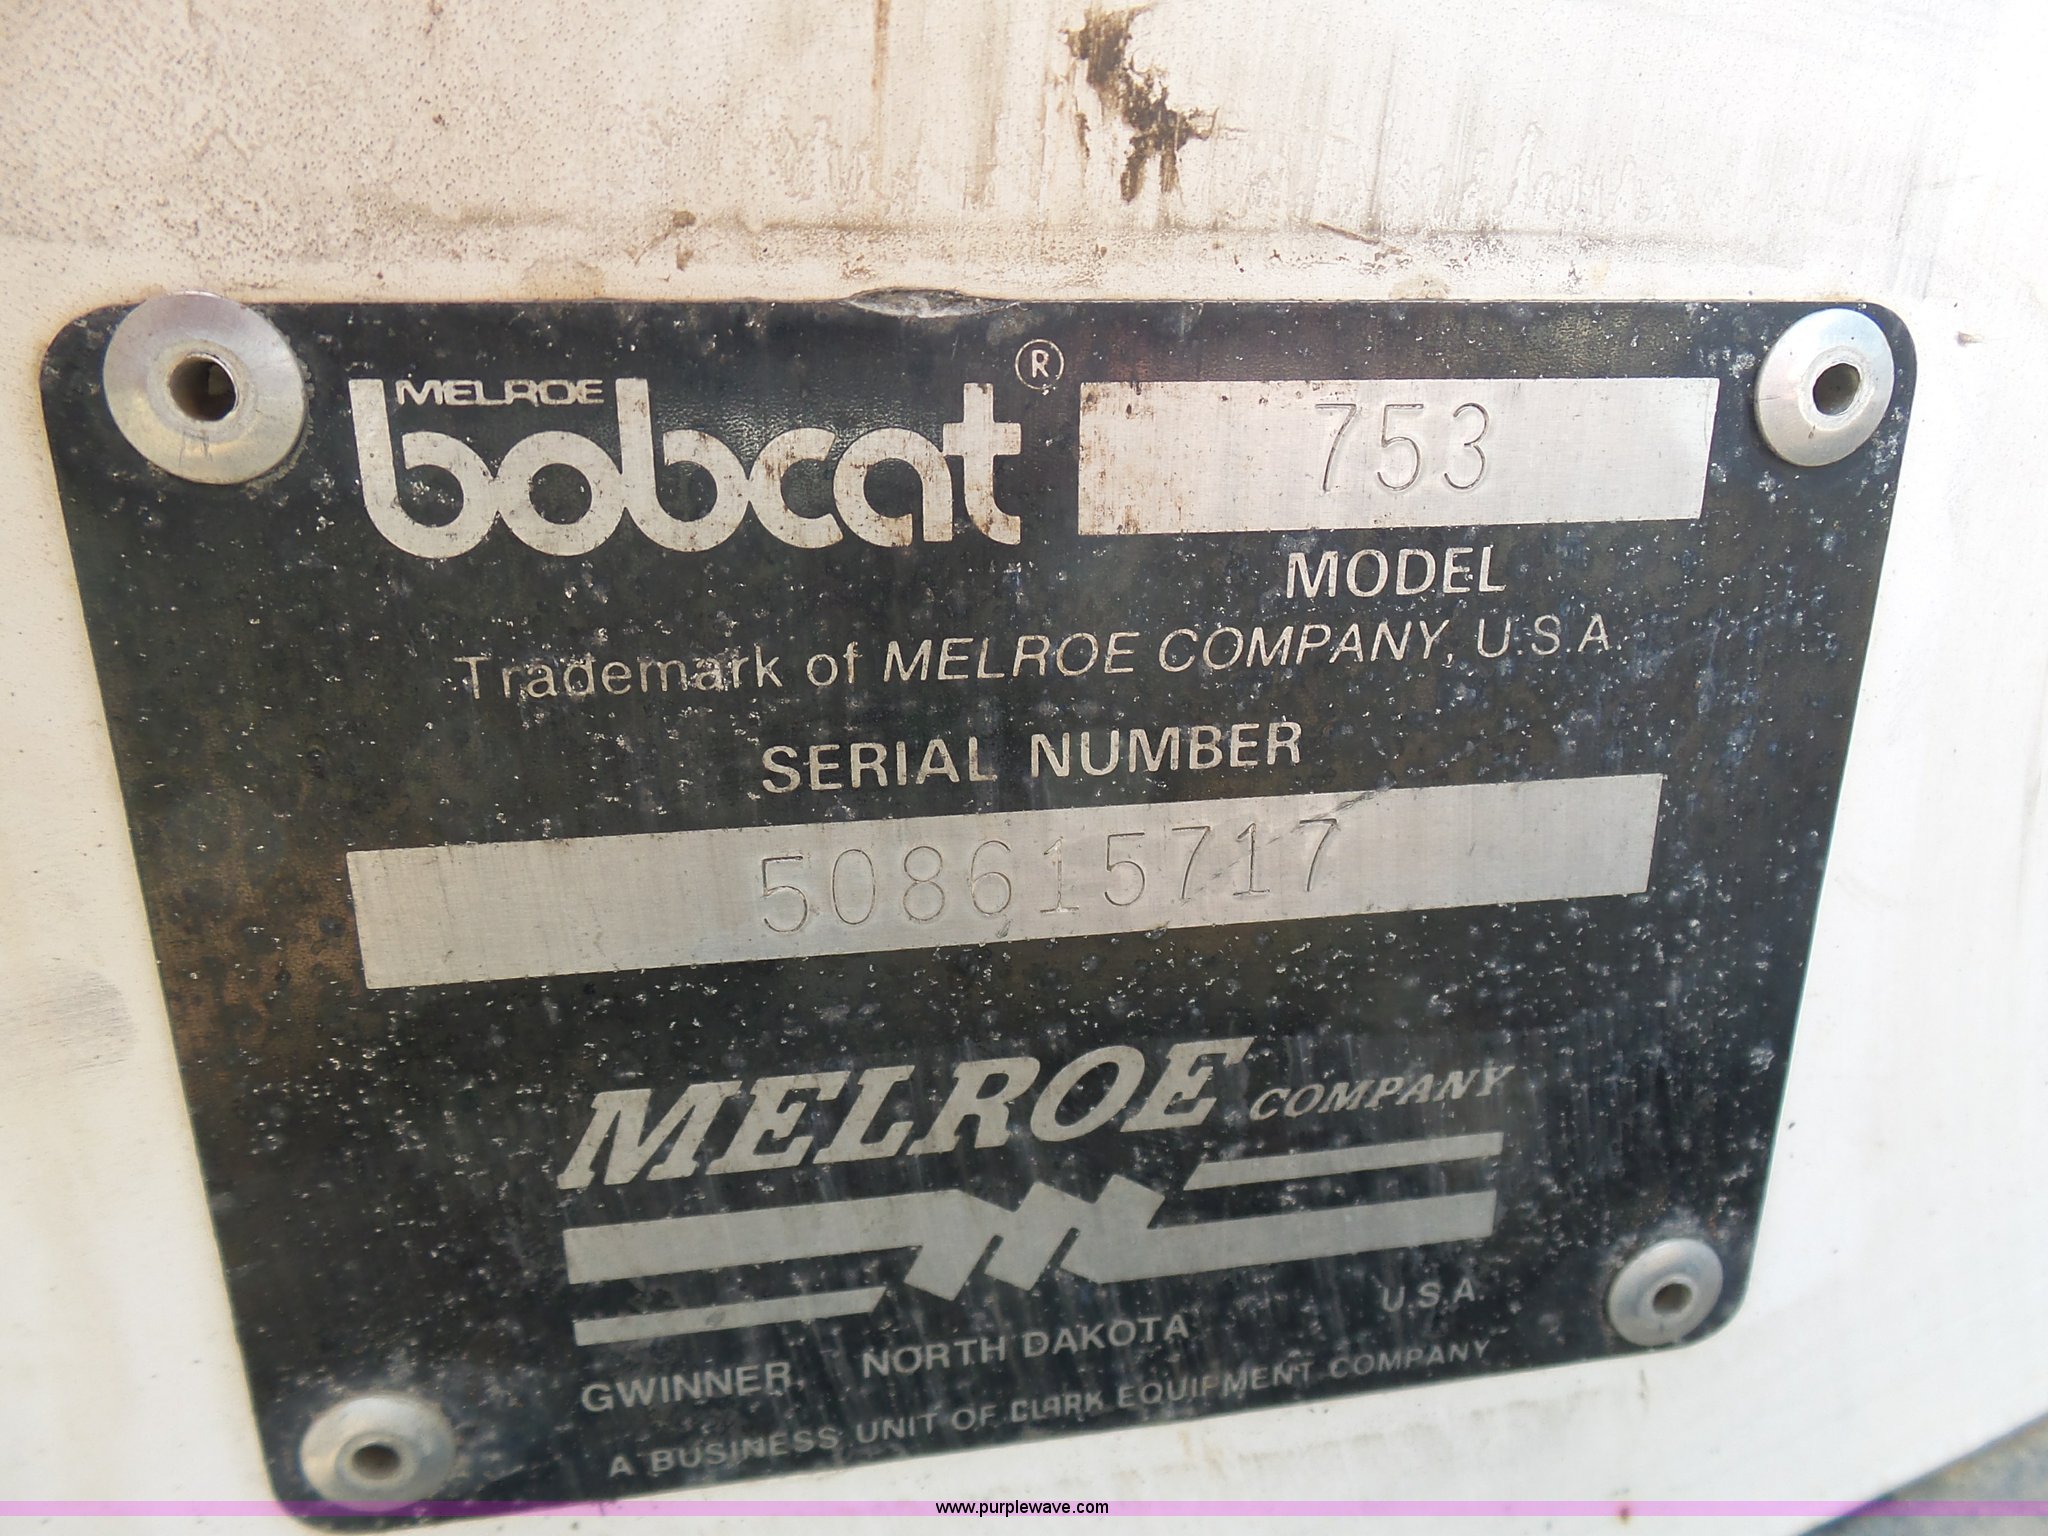 MELROE
bobcat ®
753
MODEL
Trademark of MELROE COMPANY, U.S.A.
SERIAL NUMBER
508615717
MELROE COMPANY
GWINNER, NORTH DAKOTA U.S.A.
A BUSINESS UNIT OF CLARK EQUIPMENT COMPANY
www.purplewave.com